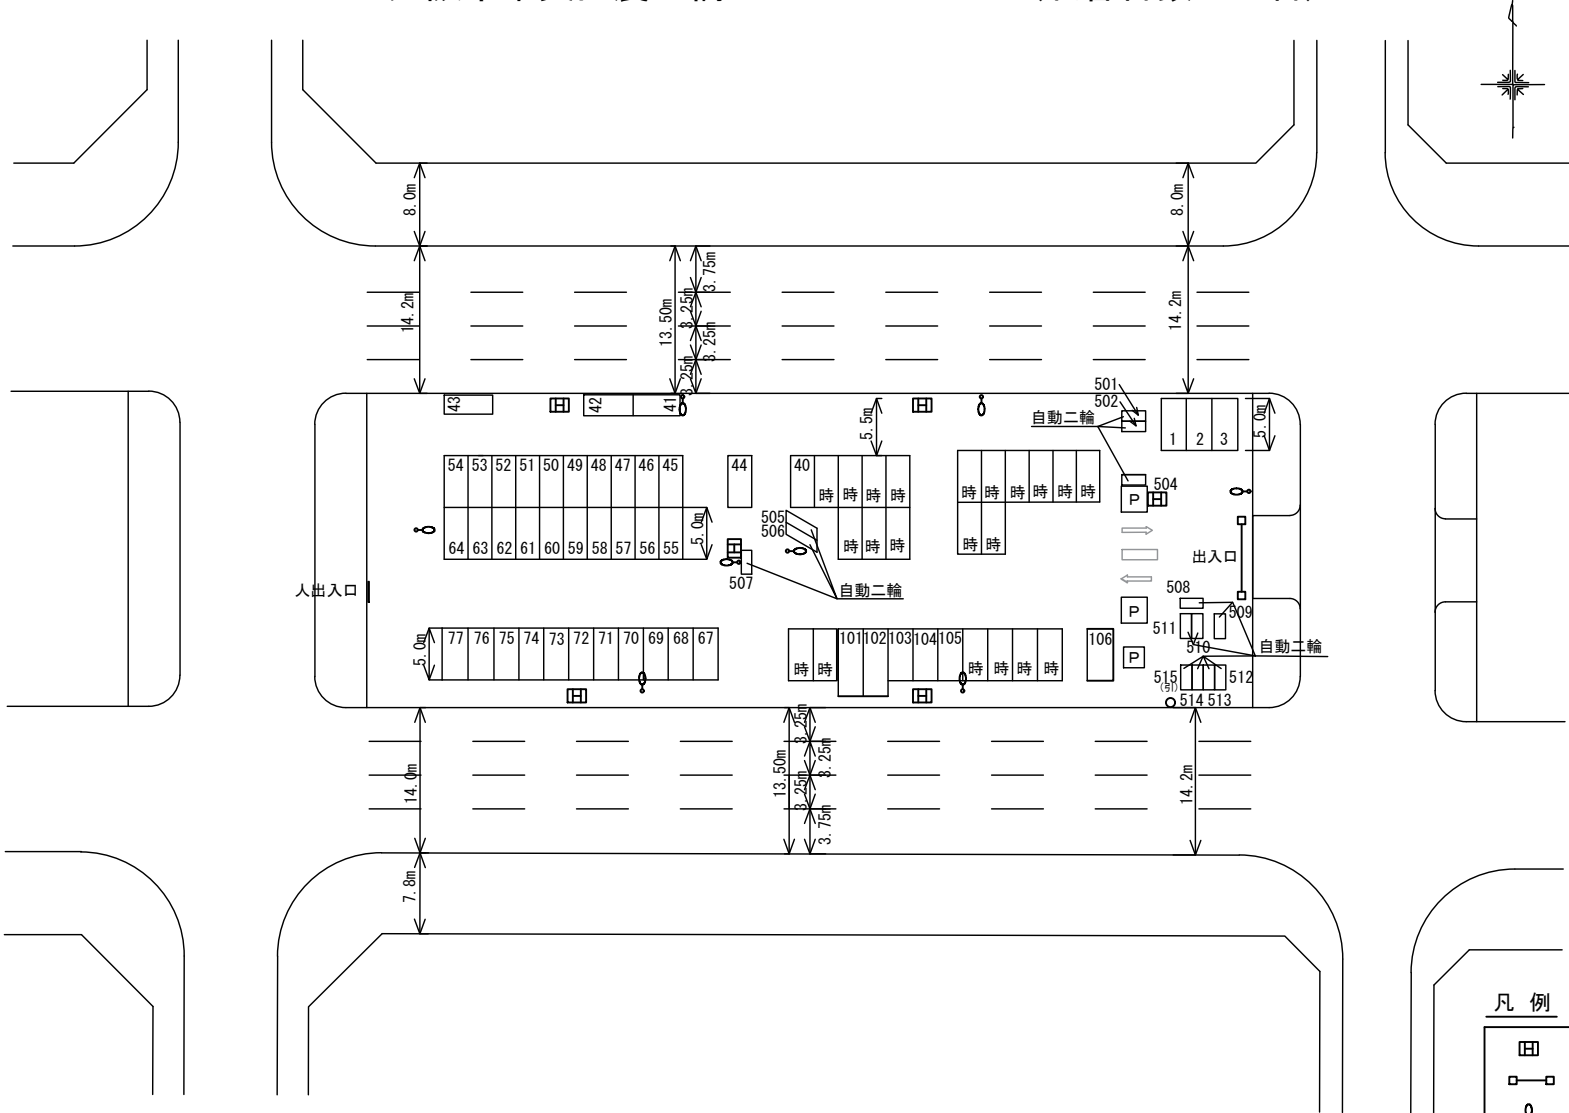 8.0m
8.0m
14.2m
13.50m
3.75m
3.25m
3.25m
3.25m
14.2m
43
42
41
5.5m
501
502
自動二輪
1 2 3
5.0m
54 53 52 51 50 49 48 47 46 45
44
40
時 時 時 時
時 時 時 時 時 時
504
P
64 63 62 61 60 59 58 57 56 55
5.0m
505
506
時 時 時
時 時
507
自動二輪
出入口
人出入口
508
P
509
511
510
自動二輪
5.0m
77 76 75 74 73 72 71 70 69 68 67
時 時
101 102 103 104 105
時 時 時 時
106
P
515
(引)
512
514 513
14.0m
13.50m
3.25m
3.25m
3.25m
3.75m
14.2m
7.8m
凡 例